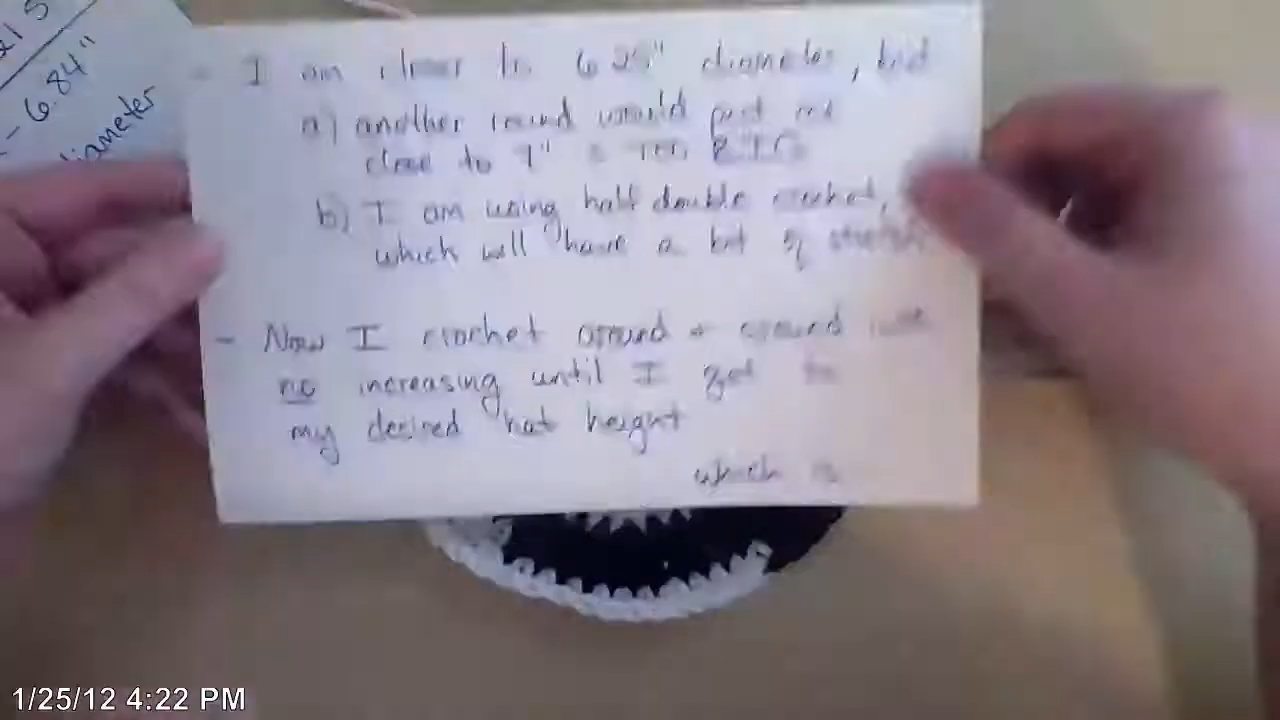 215
- 6.84"
diameter
- I am closer to 6.25" diameter, but
a) another round would put me
close to 7" = TOO BIG
b) I am using half double crochet,
which will have a bit of stretch
- Now I crochet around + around with
no increasing until I get to
my desired hat height
which is
1/25/12 4:22 PM